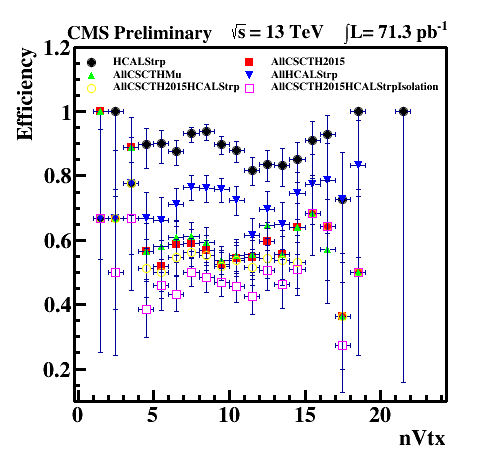 CMS Preliminary √s = 13 TeV ∫L= 71.3 pb⁻¹
Efficiency
1.2
1
0.8
0.6
0.4
0.2
HCALStrp AllCSCTH2015
AllCSCTHMu AllHCALStrp
AllCSCTH2015HCALStrp AllCSCTH2015HCALStrpIsolation
0 5 10 15 20
nVtx